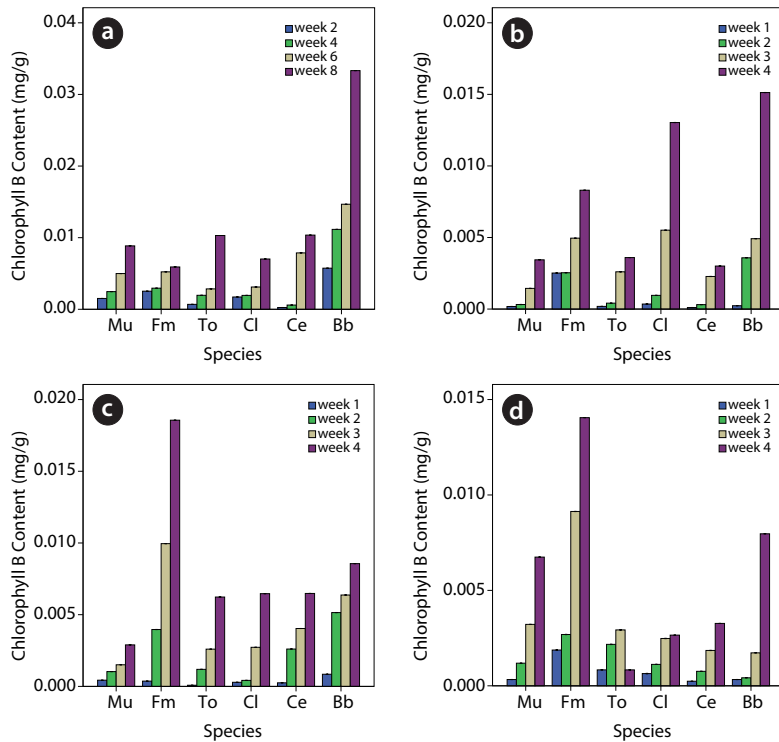 a
Chlorophyll B Content (mg/g)
0.04
0.03
0.02
0.01
0.00
week 2
week 4
week 6
week 8
Mu Fm To Cl Ce Bb
Species
b
Chlorophyll B Content (mg/g)
0.020
0.015
0.010
0.005
0.000
week 1
week 2
week 3
week 4
Mu Fm To Cl Ce Bb
Species
c
Chlorophyll B Content (mg/g)
0.020
0.015
0.010
0.005
0.000
week 1
week 2
week 3
week 4
Mu Fm To Cl Ce Bb
Species
d
Chlorophyll B Content (mg/g)
0.015
0.010
0.005
0.000
week 1
week 2
week 3
week 4
Mu Fm To Cl Ce Bb
Species